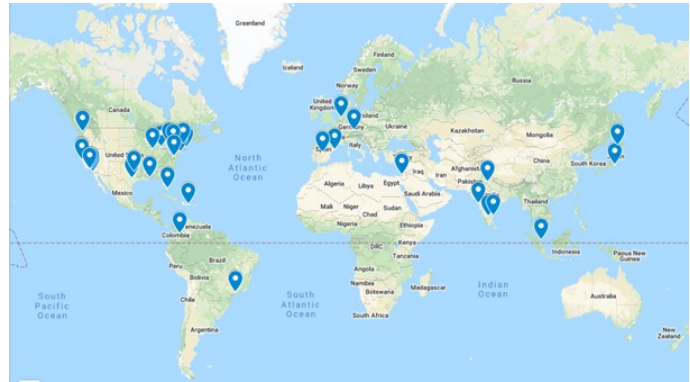 Greenland
Iceland
Finland
Sweden
Norway
Russia
Canada
United
Kingdom
Poland
Germany
Ukraine
Kazakhstan
Mongolia
Spain
Italy
North
Atlantic
Ocean
United S
Afghanistan
China
South Korea
Iraq
Iran
Pakistan
Algeria
Libya
Egypt
Saudi Arabia
Mexico
Mali
Niger
Sudan
Chad
Thailand
Nigeria
Ethiopia
Venezuela
Colombia
DRC
Kenya
Indonesia
Papua New
Guinea
Tanzania
Peru
Brazil
Angola
Bolivia
Namibia
Botswana
Madagascar
South
Pacific
Ocean
South
Atlantic
Ocean
Indian
Ocean
Australia
Chile
South Africa
Argentina
New
Zealand